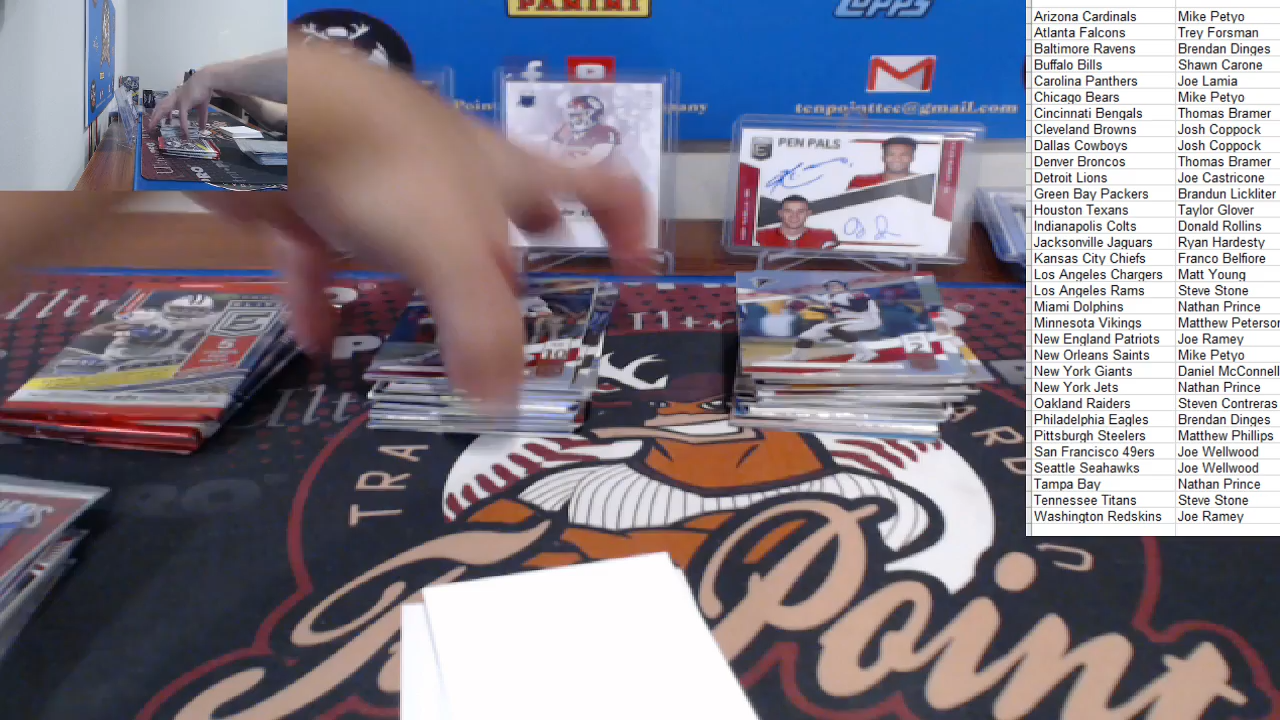 PANINI
TOPPS
tenpointtcc@gmail.com
PEN PALS
Arizona Cardinals Mike Petyo
Atlanta Falcons Trey Forsman
Baltimore Ravens Brendan Dinges
Buffalo Bills Shawn Carone
Carolina Panthers Joe Lamia
Chicago Bears Mike Petyo
Cincinnati Bengals Thomas Bramer
Cleveland Browns Josh Coppock
Dallas Cowboys Josh Coppock
Denver Broncos Thomas Bramer
Detroit Lions Joe Castricone
Green Bay Packers Brandun Lickliter
Houston Texans Taylor Glover
Indianapolis Colts Donald Rollins
Jacksonville Jaguars Ryan Hardesty
Kansas City Chiefs Franco Belfiore
Los Angeles Chargers Matt Young
Los Angeles Rams Steve Stone
Miami Dolphins Nathan Prince
Minnesota Vikings Matthew Peterso
New England Patriots Joe Ramey
New Orleans Saints Mike Petyo
New York Giants Daniel McConnell
New York Jets Nathan Prince
Oakland Raiders Steven Contreras
Philadelphia Eagles Brendan Dinges
Pittsburgh Steelers Matthew Phillips
San Francisco 49ers Joe Wellwood
Seattle Seahawks Joe Wellwood
Tampa Bay Nathan Prince
Tennessee Titans Steve Stone
Washington Redskins Joe Ramey
TRA
ARD
Point